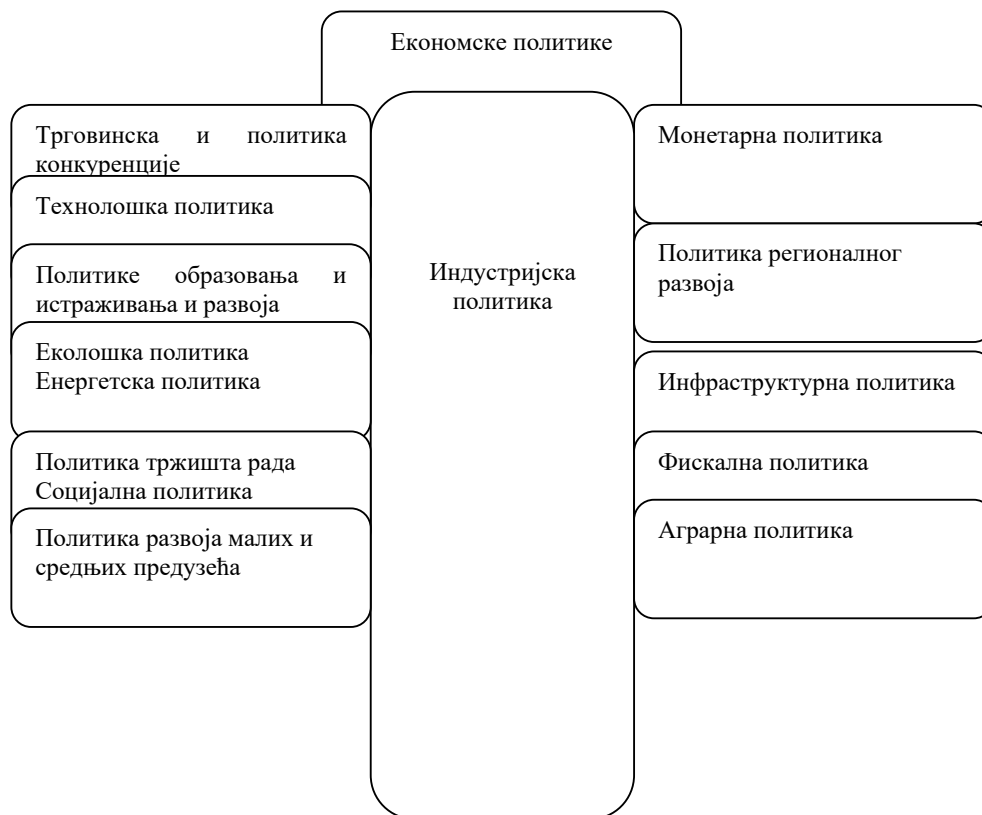 Економске политике
Трговинска и политика
конкуренције
Технолошка политика
Политике образовања и
истраживања и развоја
Еколошка политика
Енергетска политика
Политика тржишта рада
Социјална политика
Политика развоја малих и
средњих предузећа
Индустријска
политика
Монетарна политика
Политика регионалног
развоја
Инфраструктурна политика
Фискална политика
Аграрна политика